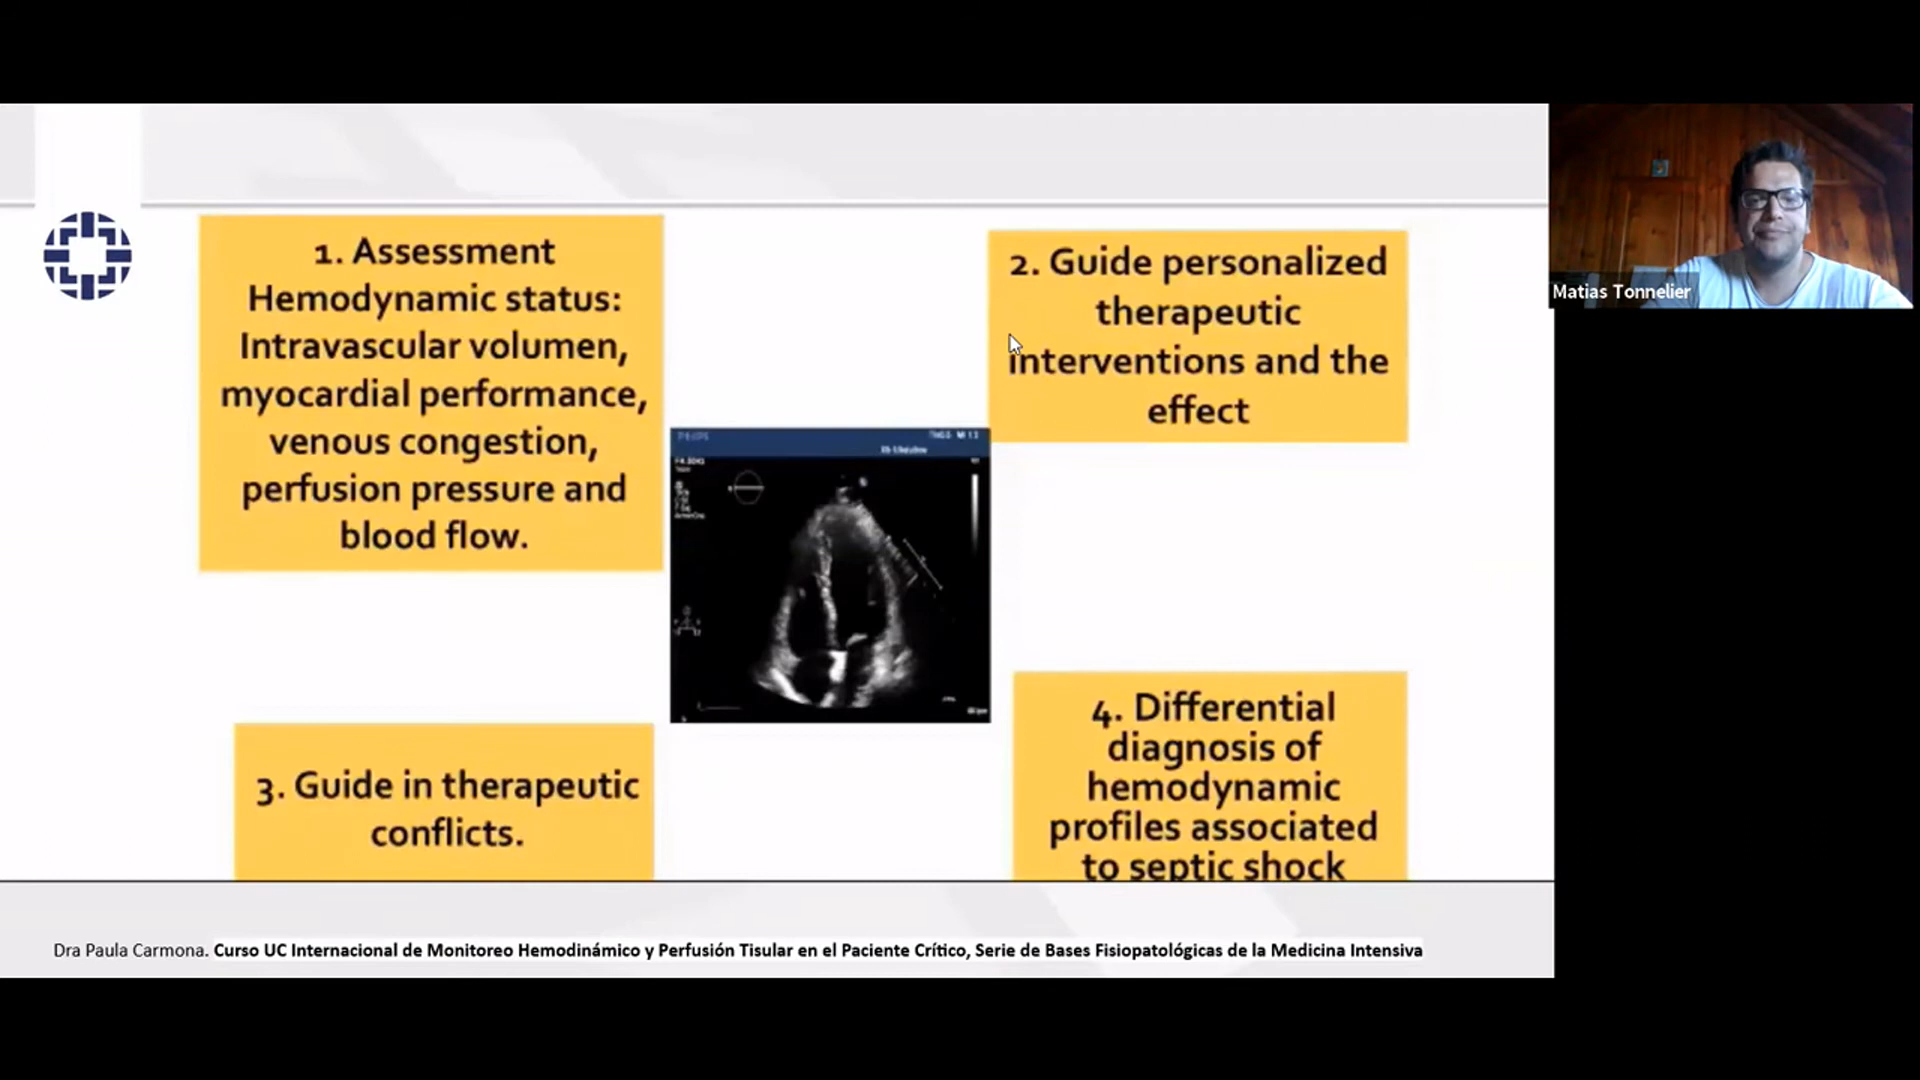 1. Assessment
Hemodynamic status:
Intravascular volumen,
myocardial performance,
venous congestion,
perfusion pressure and
blood flow.
2. Guide personalized
therapeutic
interventions and the
effect
Matias Tonnelier
PHILIPS
3. Guide in therapeutic
conflicts.
4. Differential
diagnosis of
hemodynamic
profiles associated
to septic shock
Dra Paula Carmona. Curso UC Internacional de Monitoreo Hemodinámico y Perfusión Tisular en el Paciente Crítico, Serie de Bases Fisiopatológicas de la Medicina Intensiva